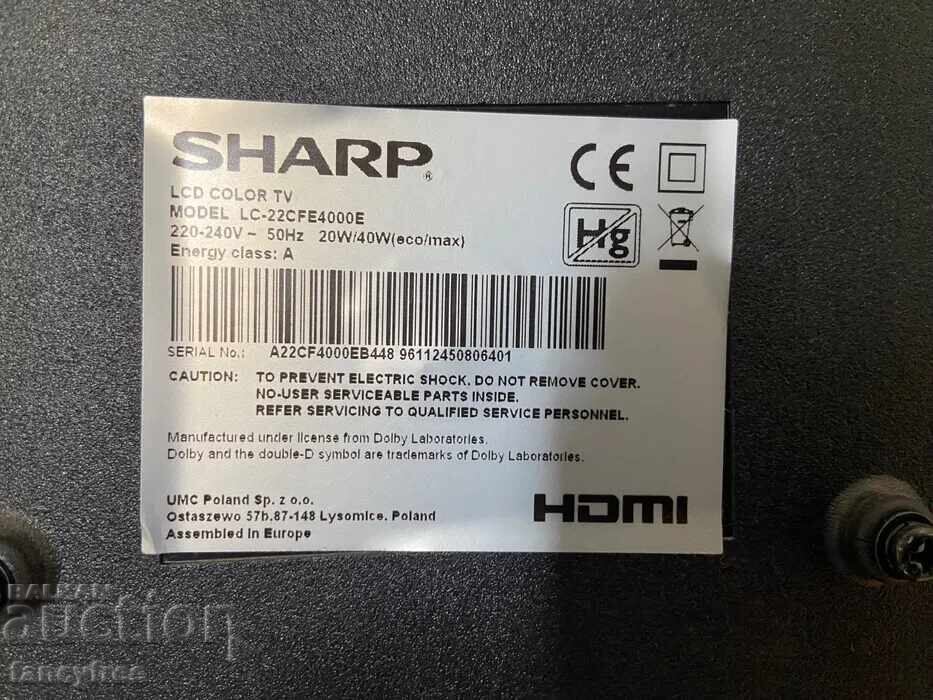 SHARP®
LCD COLOR TV
MODEL LC-22CFE4000E
220-240V ~ 50Hz 20W/40W(eco/max)
Energy class: A
CE
Hg
SERIAL No.: A22CF4000EB448 96112450806401
CAUTION: TO PREVENT ELECTRIC SHOCK. DO NOT REMOVE COVER.
NO-USER SERVICEABLE PARTS INSIDE.
REFER SERVICING TO QUALIFIED SERVICE PERSONNEL.
Manufactured under license from Dolby Laboratories.
Dolby and the double-D symbol are trademarks of Dolby Laboratories.
UMC Poland Sp. z o.o.
Ostaszewo 57b.87-148 Lysomice. Poland
Assembled in Europe
HDMI
BALKAN
auction
fancyfree